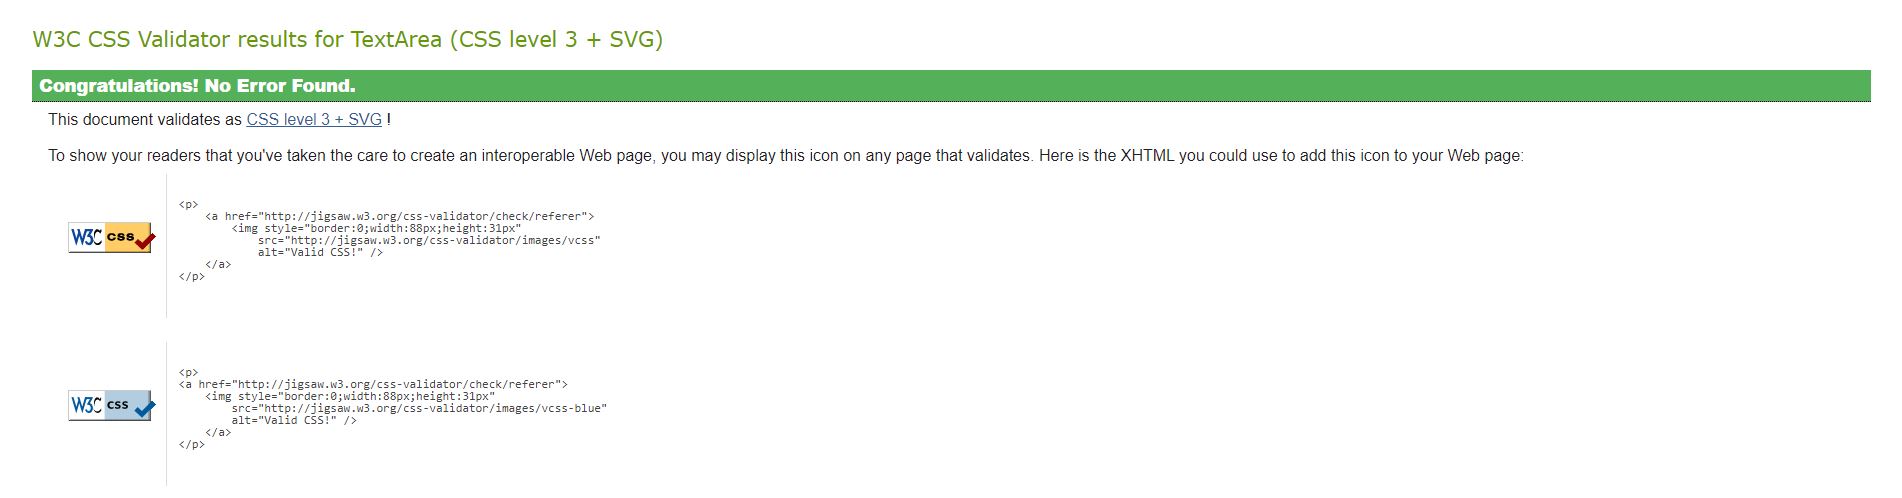 W3C CSS Validator results for TextArea (CSS level 3 + SVG)
Congratulations! No Error Found.
This document validates as CSS level 3 + SVG !
To show your readers that you've taken the care to create an interoperable Web page, you may display this icon on any page that validates. Here is the XHTML you could use to add this icon to your Web page:
W3C css
<p>
    <a href="http://jigsaw.w3.org/css-validator/check/referer">
        <img style="border:0;width:88px;height:31px"
            src="http://jigsaw.w3.org/css-validator/images/vcss"
            alt="Valid CSS!" />
    </a>
</p>
W3C css
<p>
<a href="http://jigsaw.w3.org/css-validator/check/referer">
    <img style="border:0;width:88px;height:31px"
        src="http://jigsaw.w3.org/css-validator/images/vcss-blue"
        alt="Valid CSS!" />
    </a>
</p>